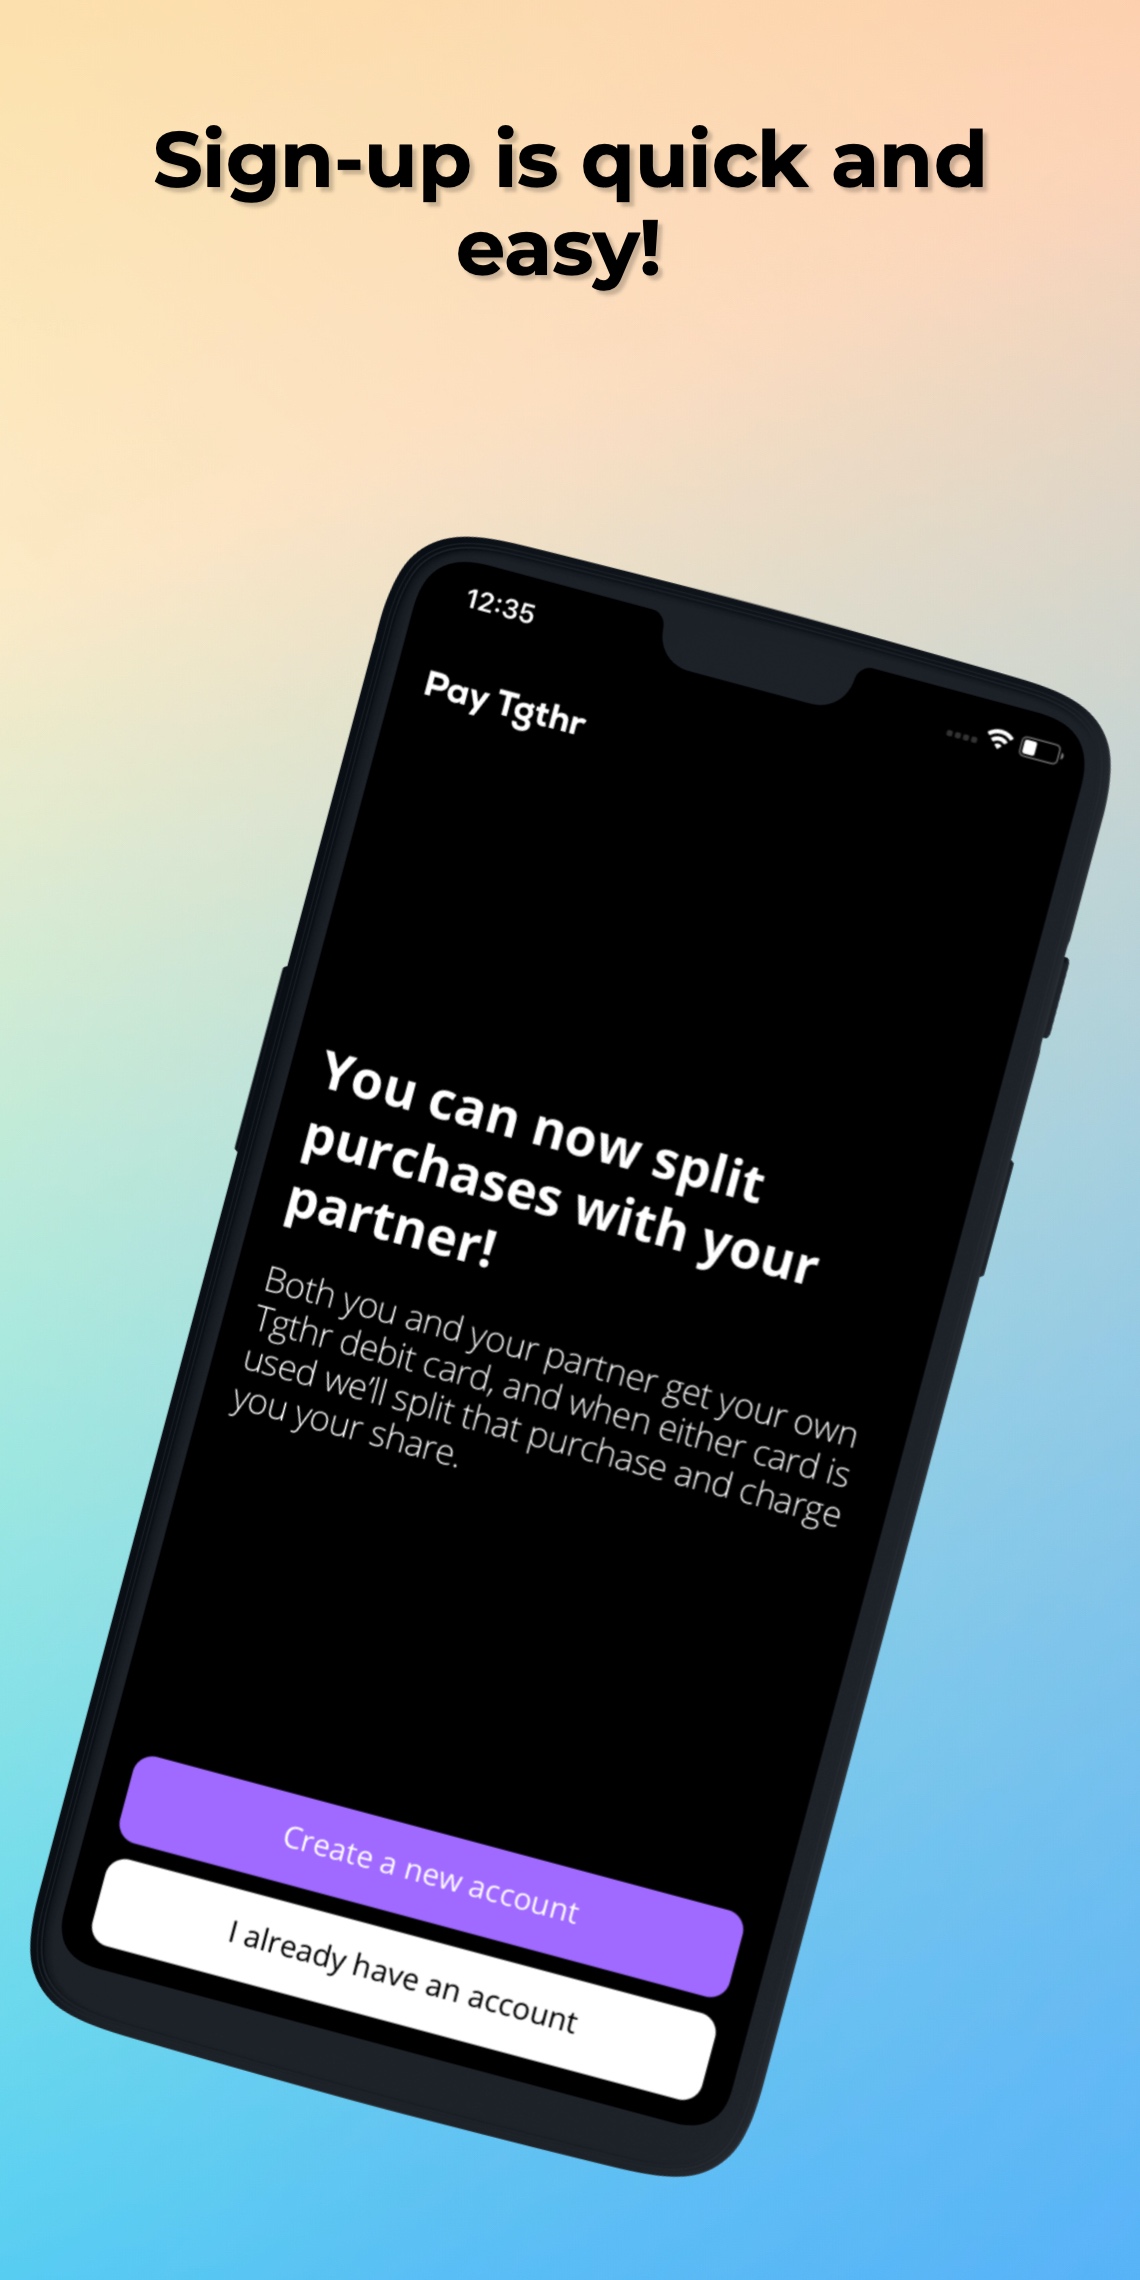 Sign-up is quick and
easy!
12:35
Pay Tgthr
You can now split
purchases with your
partner!
Both you and your partner get your own
Tgthr debit card, and when either card is
used we’ll split that purchase and charge
you your share.
Create a new account
I already have an account